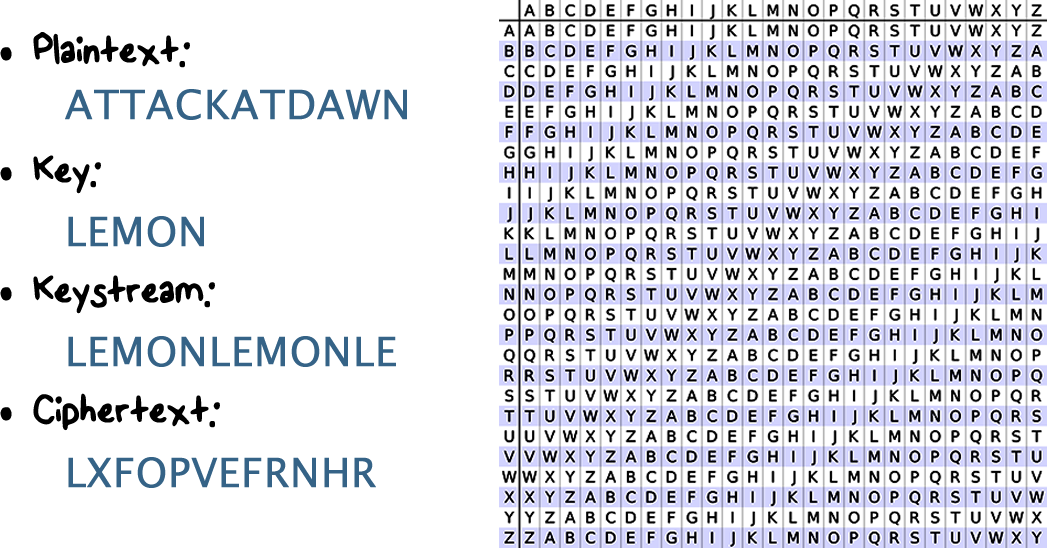 • Plaintext:
ATTACKATDAWN
• Key:
LEMON
• Keystream:
LEMONLEMONLE
• Ciphertext:
LXFOPVEFRNHR
A B C D E F G H I J K L M N O P Q R S T U V W X Y Z
A A B C D E F G H I J K L M N O P Q R S T U V W X Y Z
B B C D E F G H I J K L M N O P Q R S T U V W X Y Z A
C C D E F G H I J K L M N O P Q R S T U V W X Y Z A B
D D E F G H I J K L M N O P Q R S T U V W X Y Z A B C
E E F G H I J K L M N O P Q R S T U V W X Y Z A B C D
F F G H I J K L M N O P Q R S T U V W X Y Z A B C D E
G G H I J K L M N O P Q R S T U V W X Y Z A B C D E F
H H I J K L M N O P Q R S T U V W X Y Z A B C D E F G
I I J K L M N O P Q R S T U V W X Y Z A B C D E F G H
J J K L M N O P Q R S T U V W X Y Z A B C D E F G H I
K K L M N O P Q R S T U V W X Y Z A B C D E F G H I J
L L M N O P Q R S T U V W X Y Z A B C D E F G H I J K
M M N O P Q R S T U V W X Y Z A B C D E F G H I J K L
N N O P Q R S T U V W X Y Z A B C D E F G H I J K L M
O O P Q R S T U V W X Y Z A B C D E F G H I J K L M N
P P Q R S T U V W X Y Z A B C D E F G H I J K L M N O
Q Q R S T U V W X Y Z A B C D E F G H I J K L M N O P
R R S T U V W X Y Z A B C D E F G H I J K L M N O P Q
S S T U V W X Y Z A B C D E F G H I J K L M N O P Q R
T T U V W X Y Z A B C D E F G H I J K L M N O P Q R S
U U V W X Y Z A B C D E F G H I J K L M N O P Q R S T
V V W X Y Z A B C D E F G H I J K L M N O P Q R S T U
W W X Y Z A B C D E F G H I J K L M N O P Q R S T U V
X X Y Z A B C D E F G H I J K L M N O P Q R S T U V W
Y Y Z A B C D E F G H I J K L M N O P Q R S T U V W X
Z Z A B C D E F G H I J K L M N O P Q R S T U V W X Y